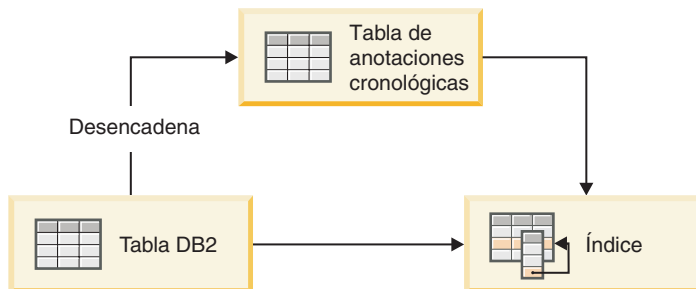 Tabla de
anotaciones
cronológicas
Desencadena
Tabla DB2
Índice